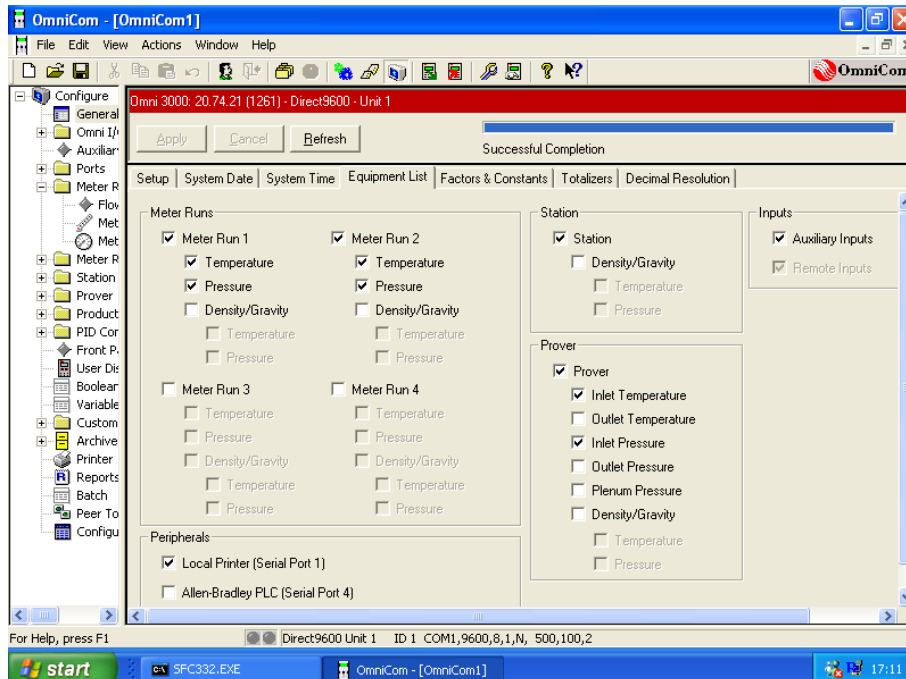 OmniCom - [OmniCom1]
File Edit View Actions Window Help
OmniCom
Configure
General
Omni I/
Auxiliar
Ports
Meter R
Flov
Met
Met
Meter R
Station
Prover
Product
PID Cor
Front P
User Dis
Boolear
Variable
Custom
Archive
Printer
Reports
Batch
Peer To
Configu
Omni 3000: 20.74.21 (1261) - Direct9600 - Unit 1
Apply Cancel Refresh
Successful Completion
Setup System Date System Time Equipment List Factors & Constants Totalizers Decimal Resolution
Meter Runs
Meter Run 1
Temperature
Pressure
Density/Gravity
Temperature
Pressure
Meter Run 2
Temperature
Pressure
Density/Gravity
Temperature
Pressure
Meter Run 3
Temperature
Pressure
Density/Gravity
Temperature
Pressure
Meter Run 4
Temperature
Pressure
Density/Gravity
Temperature
Pressure
Peripherals
Local Printer (Serial Port 1)
Allen-Bradley PLC (Serial Port 4)
Station
Station
Density/Gravity
Temperature
Pressure
Prover
Prover
Inlet Temperature
Outlet Temperature
Inlet Pressure
Outlet Pressure
Plenum Pressure
Density/Gravity
Temperature
Pressure
Inputs
Auxiliary Inputs
Remote Inputs
For Help, press F1
Direct9600 Unit 1 ID 1 COM1,9600,8,1,N, 500,100,2
start
SFC332.EXE
OmniCom - [OmniCom1]
17:11